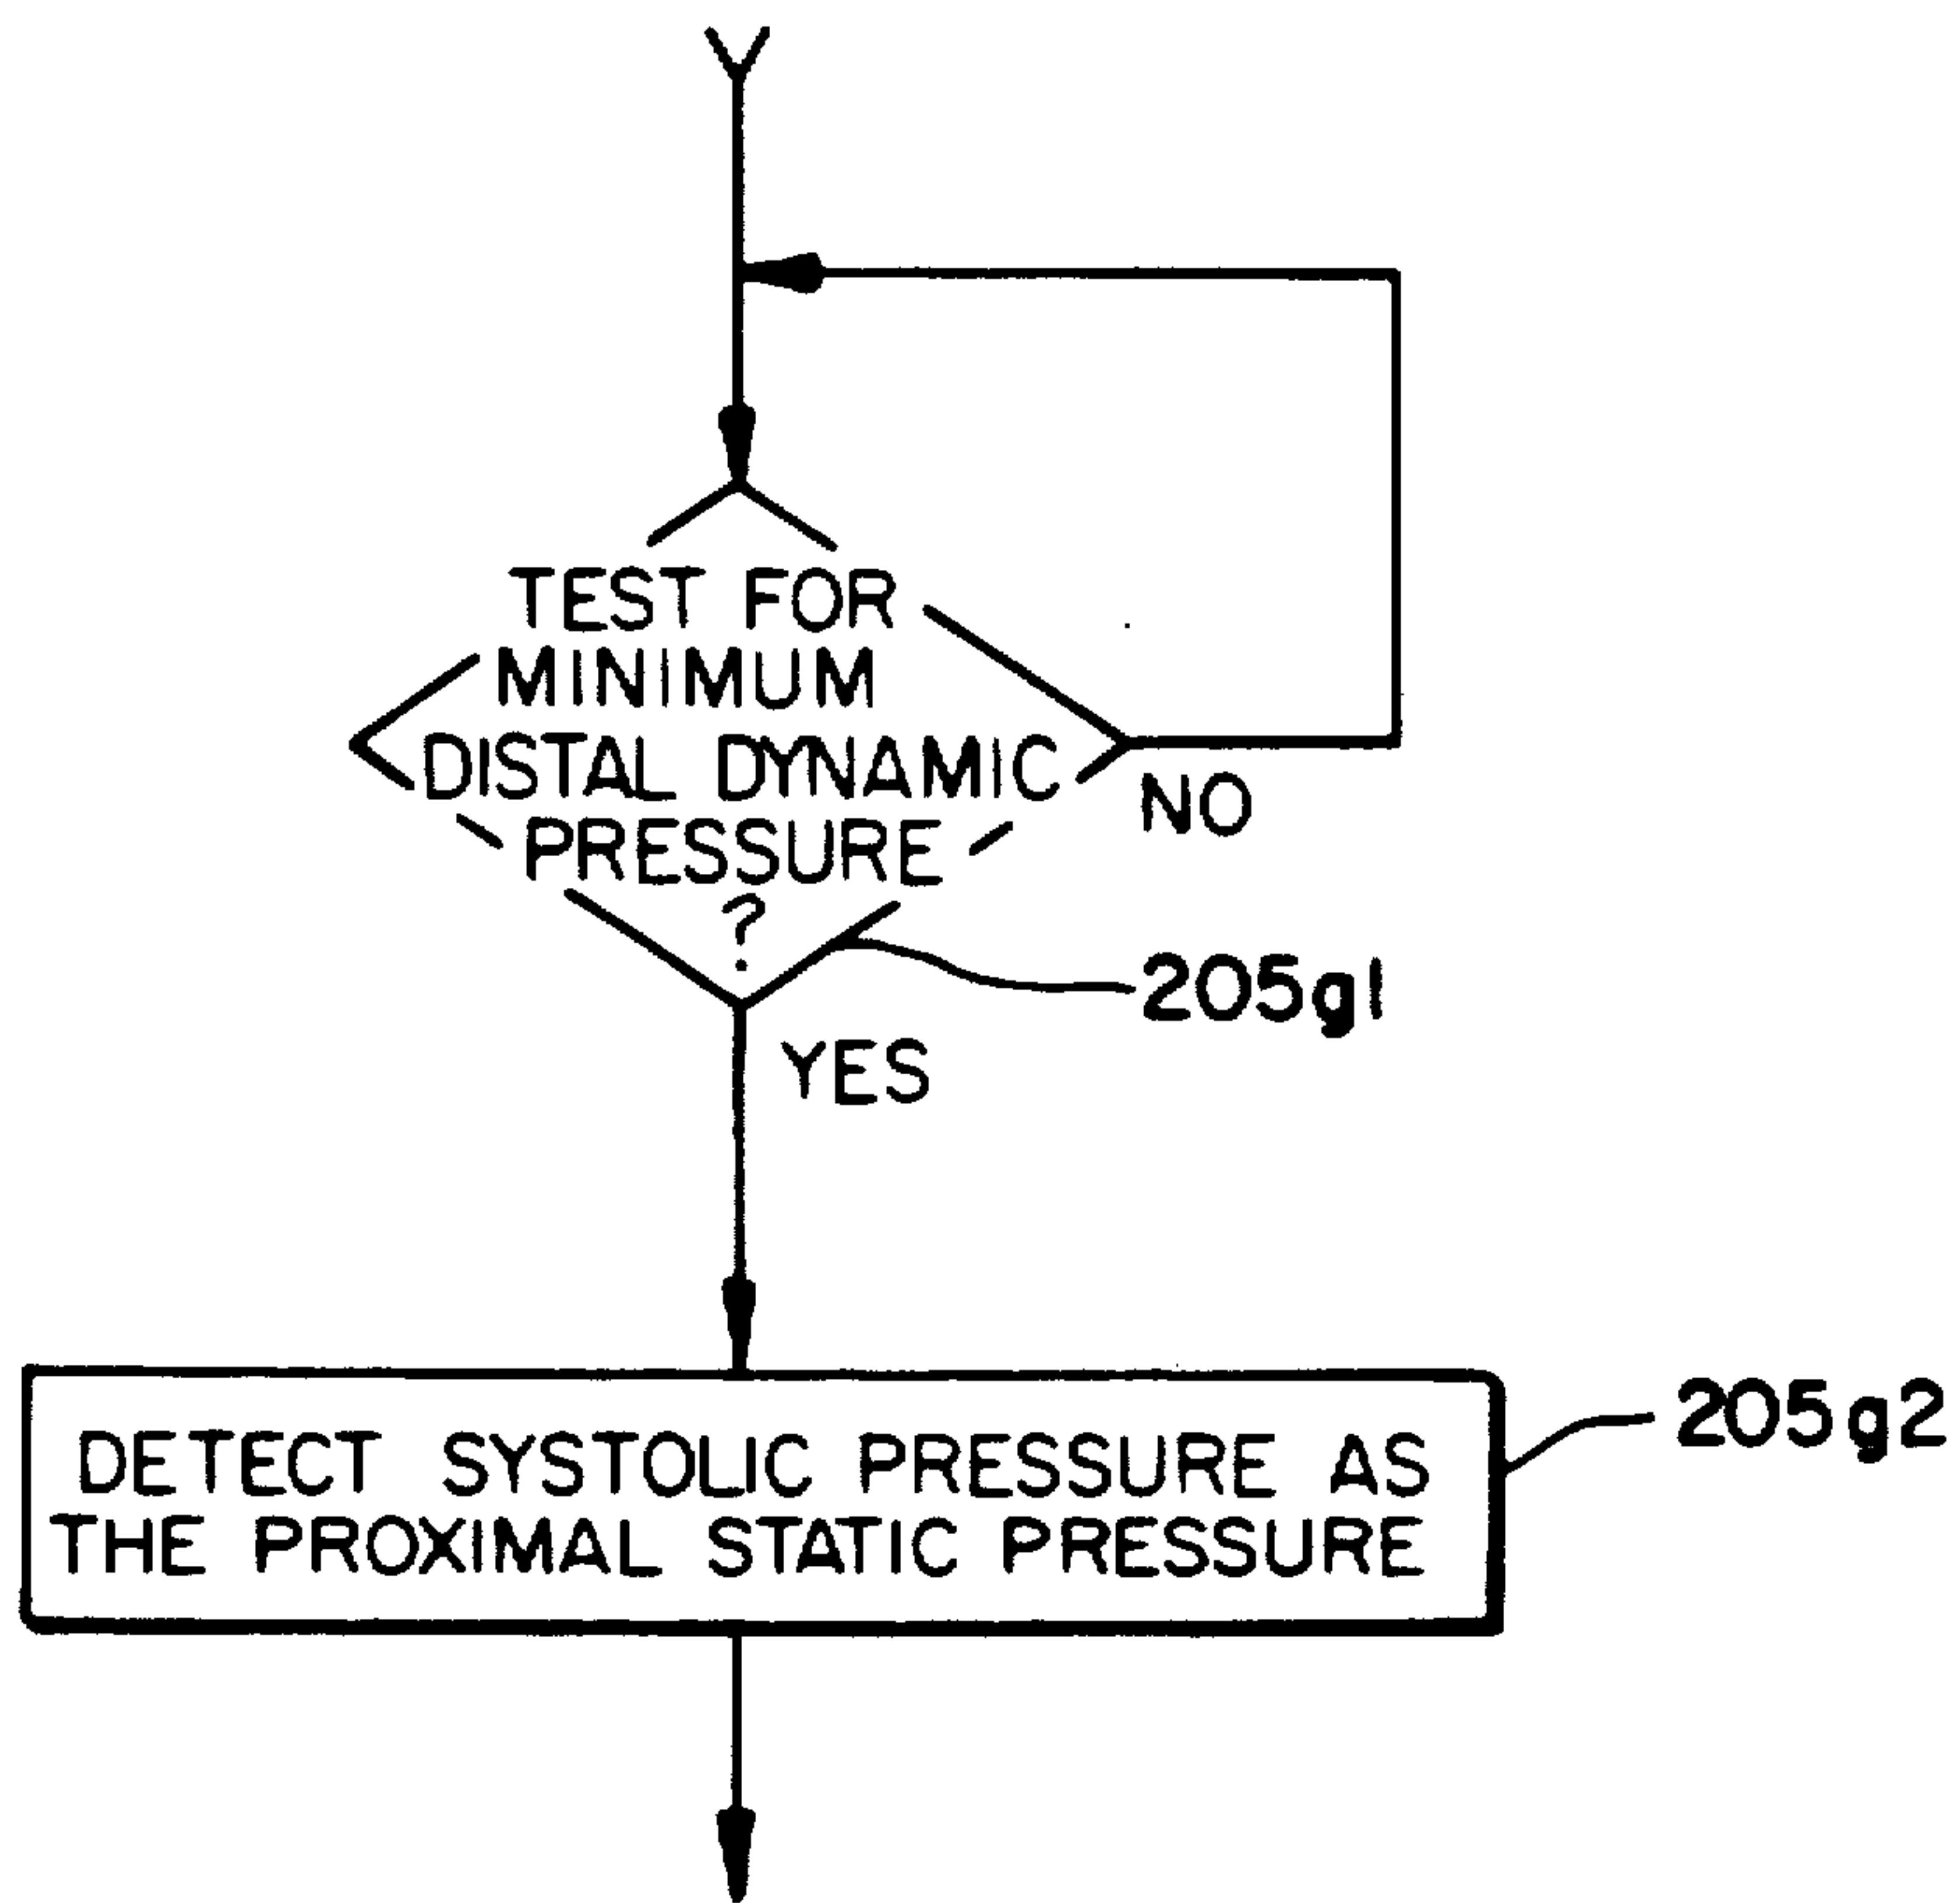 TEST FOR
MINIMUM
DISTAL DYNAMIC
PRESSURE
?
NO
205g1
YES
205g2
DETECT SYSTOLIC PRESSURE AS
THE PROXIMAL STATIC PRESSURE